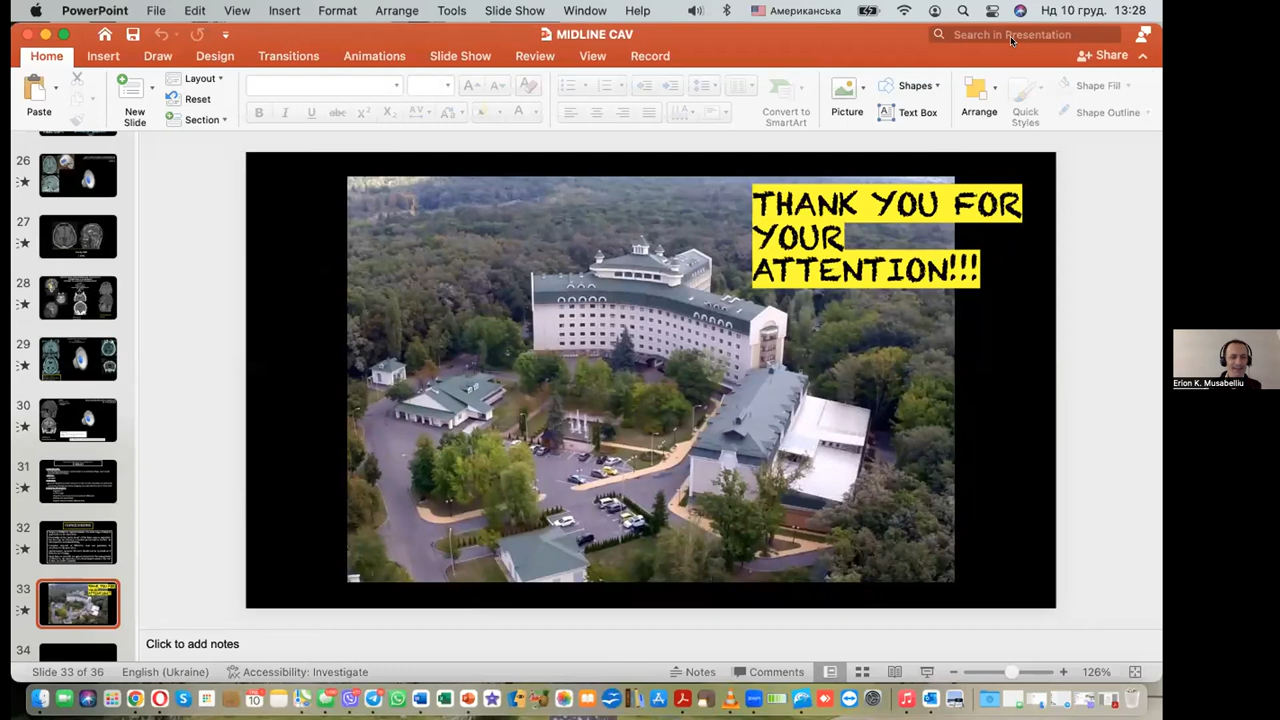 PowerPoint File Edit View Insert Format Arrange Tools Slide Show Window Help Американська Нд 10 груд. 13:28
MIDLINE CAV
Search in Presentation
Home Insert Draw Design Transitions Animations Slide Show Review View Record Share
Paste
New
Slide
Layout
Reset
Section
B I U abc X² X₂ Aa A
Convert to
SmartArt
Picture
Shapes
Text Box
Arrange
Quick
Styles
Shape Fill
Shape Outline
26
27
28
29
30
31
32
33
34
THANK YOU FOR
YOUR
ATTENTION!!!
Erion K. Musabelliu
Click to add notes
Slide 33 of 36 English (Ukraine) Accessibility: Investigate Notes Comments 126%